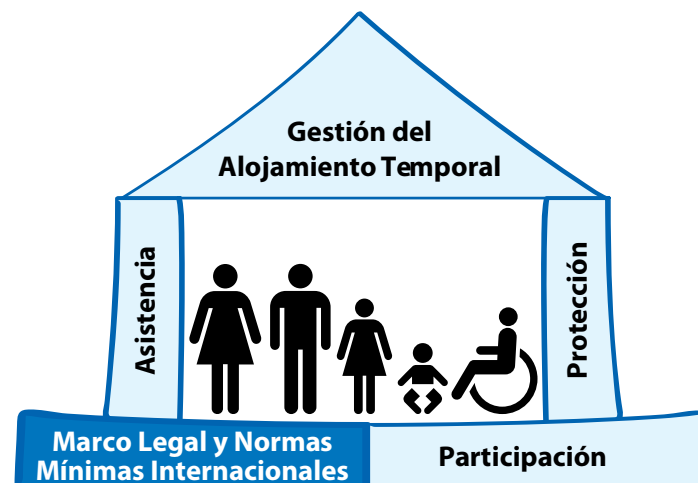 Gestión del
Alojamiento Temporal
Asistencia
Protección
Marco Legal y Normas
Mínimas Internacionales
Participación